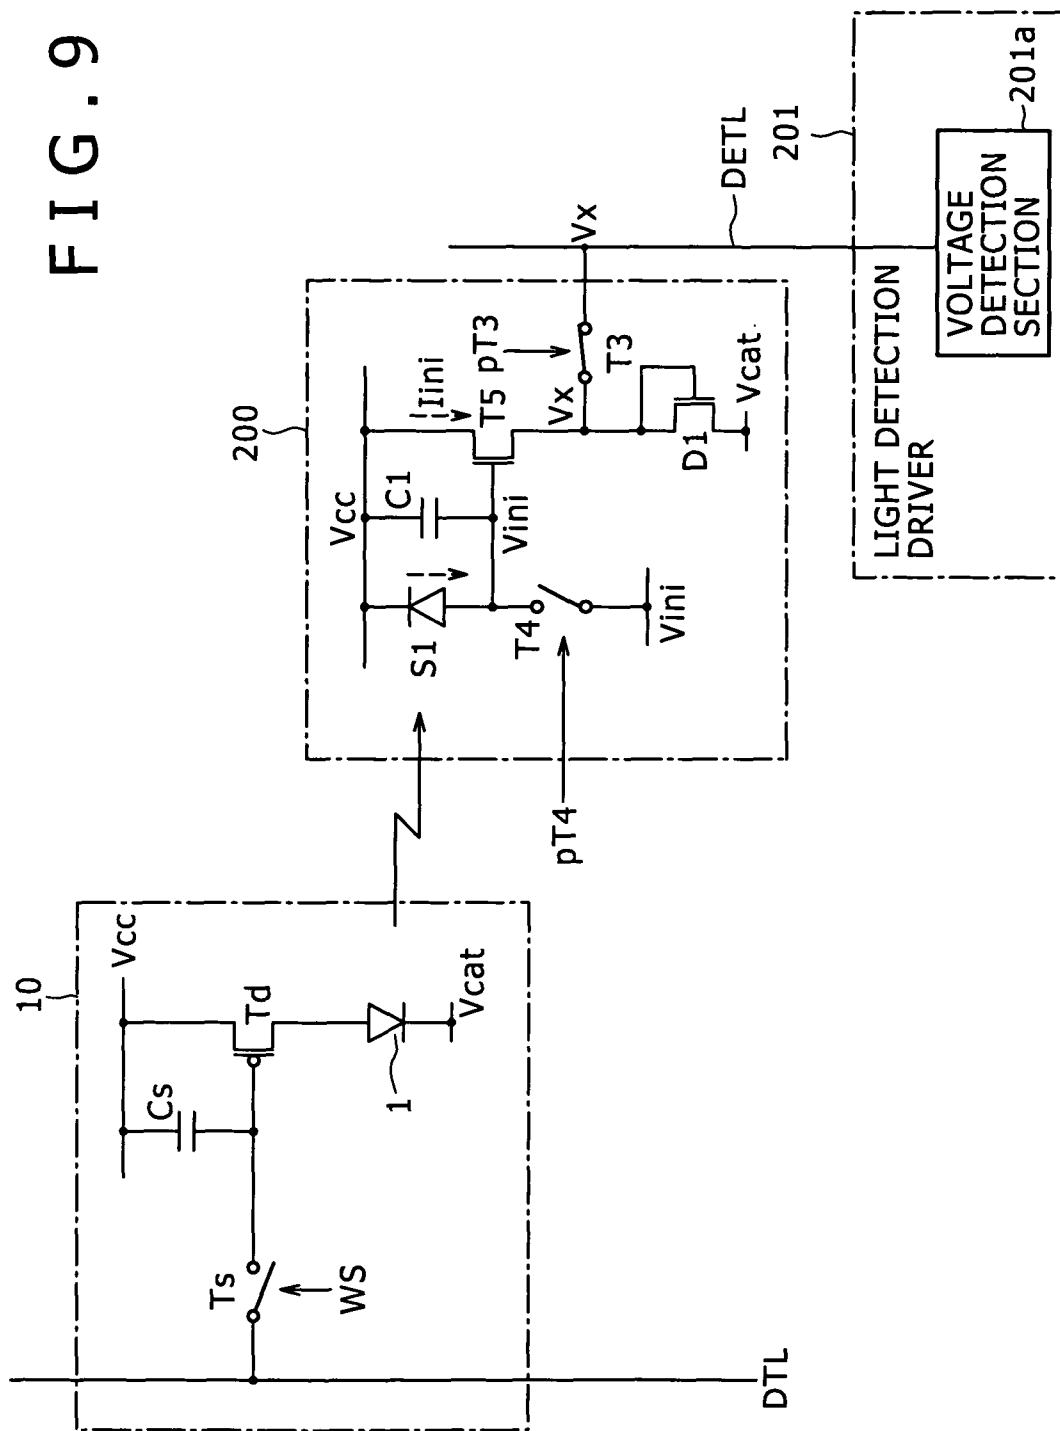 FIG. 9
10
Vcc
Cs
Td
Ts
WS
1
Vcat
DTL
200
Vcc
C1
Iini
S1
Vini
T5
pT3
Vx
Vx
T3
T4
pT4
Vini
D1
Vcat
DETL
201
LIGHT DETECTION
DRIVER
VOLTAGE
DETECTION
SECTION
201a